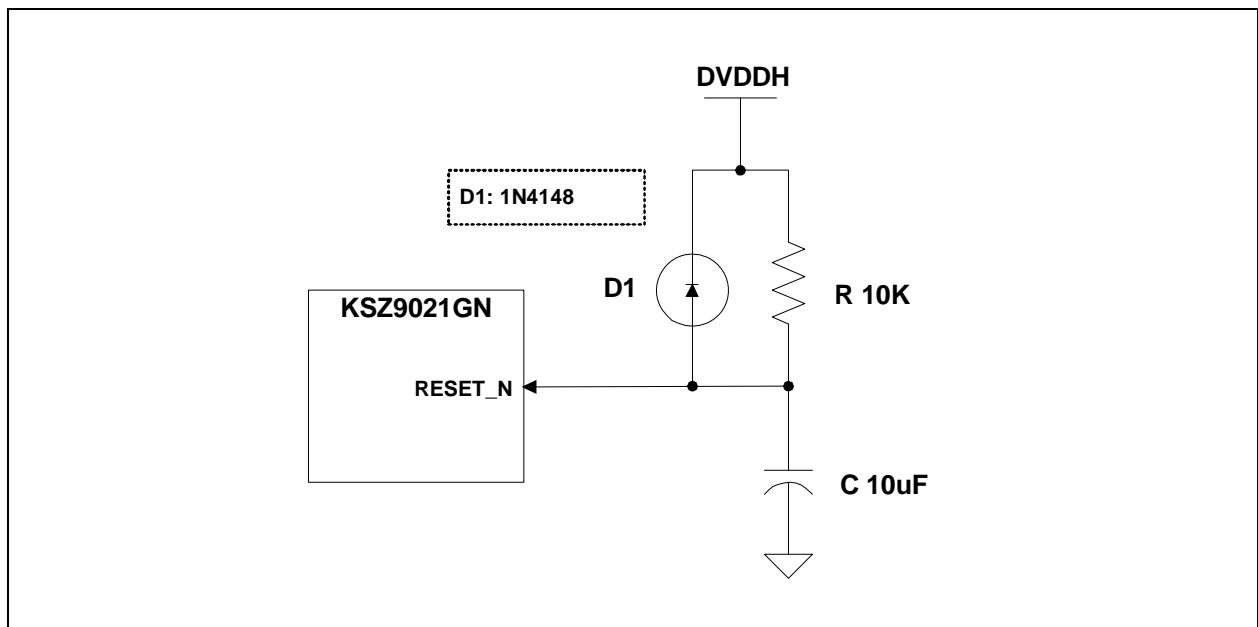 DVDDH
D1: 1N4148
D1
R 10K
KSZ9021GN
RESET_N
C 10uF